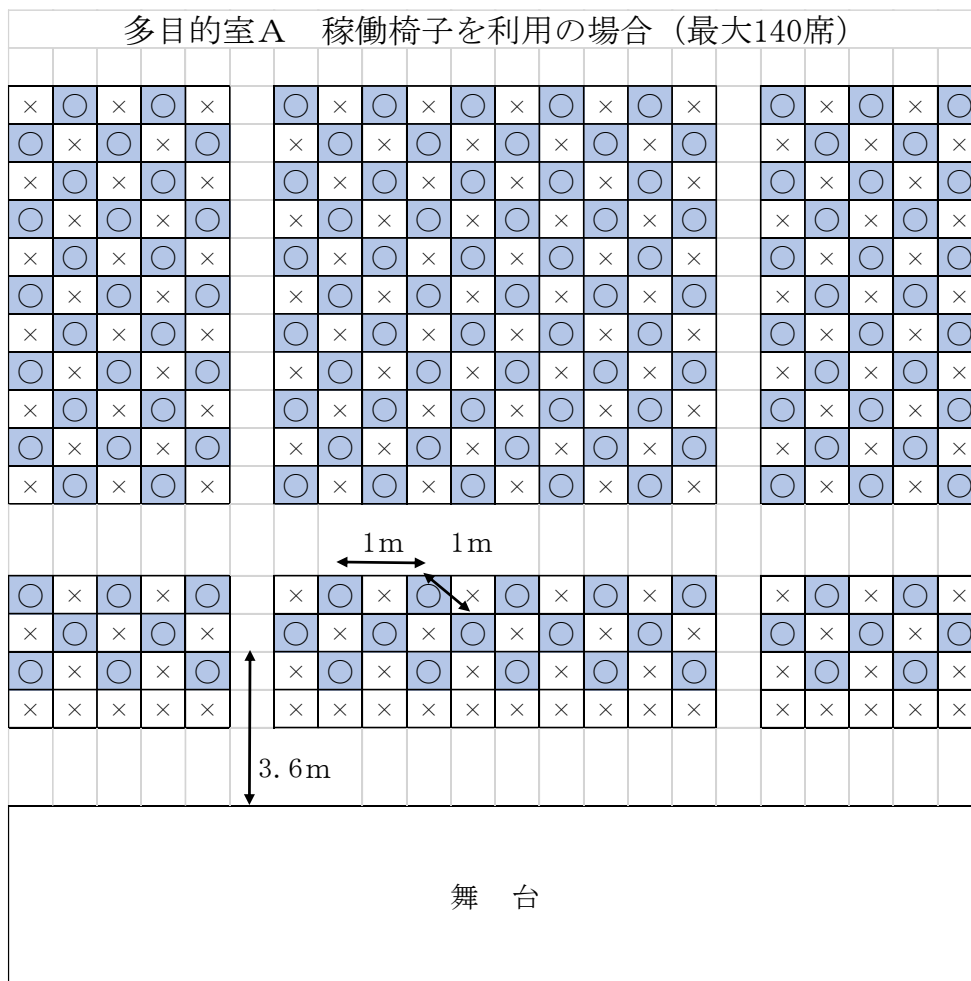 多目的室A　稼働椅子を利用の場合（最大140席）
× ○ × ○ × ○ × ○ × ○ × ○ × ○ × ○ × ○ × ○
○ × ○ × ○ × ○ × ○ × ○ × ○ × ○ × ○ × ○ ×
× ○ × ○ × ○ × ○ × ○ × ○ × ○ × ○ × ○ × ○
○ × ○ × ○ × ○ × ○ × ○ × ○ × ○ × ○ × ○ ×
× ○ × ○ × ○ × ○ × ○ × ○ × ○ × ○ × ○ × ○
○ × ○ × ○ × ○ × ○ × ○ × ○ × ○ × ○ × ○ ×
× ○ × ○ × ○ × ○ × ○ × ○ × ○ × ○ × ○ × ○
○ × ○ × ○ × ○ × ○ × ○ × ○ × ○ × ○ × ○ ×
× ○ × ○ × ○ × ○ × ○ × ○ × ○ × ○ × ○ × ○
○ × ○ × ○ × ○ × ○ × ○ × ○ × ○ × ○ × ○ ×
× ○ × ○ × ○ × ○ × ○ × ○ × ○ × ○ × ○ × ○
1m 1m
○ × ○ × ○ × ○ × ○ × ○ × ○ × ○ × ○ × ○ ×
× ○ × ○ × ○ × ○ × ○ × ○ × ○ × ○ × ○ × ○
○ × ○ × ○ × ○ × ○ × ○ × ○ × ○ × ○ × ○ ×
× × × × × × × × × × × × × × × × × × × ×
3.6m
舞　台